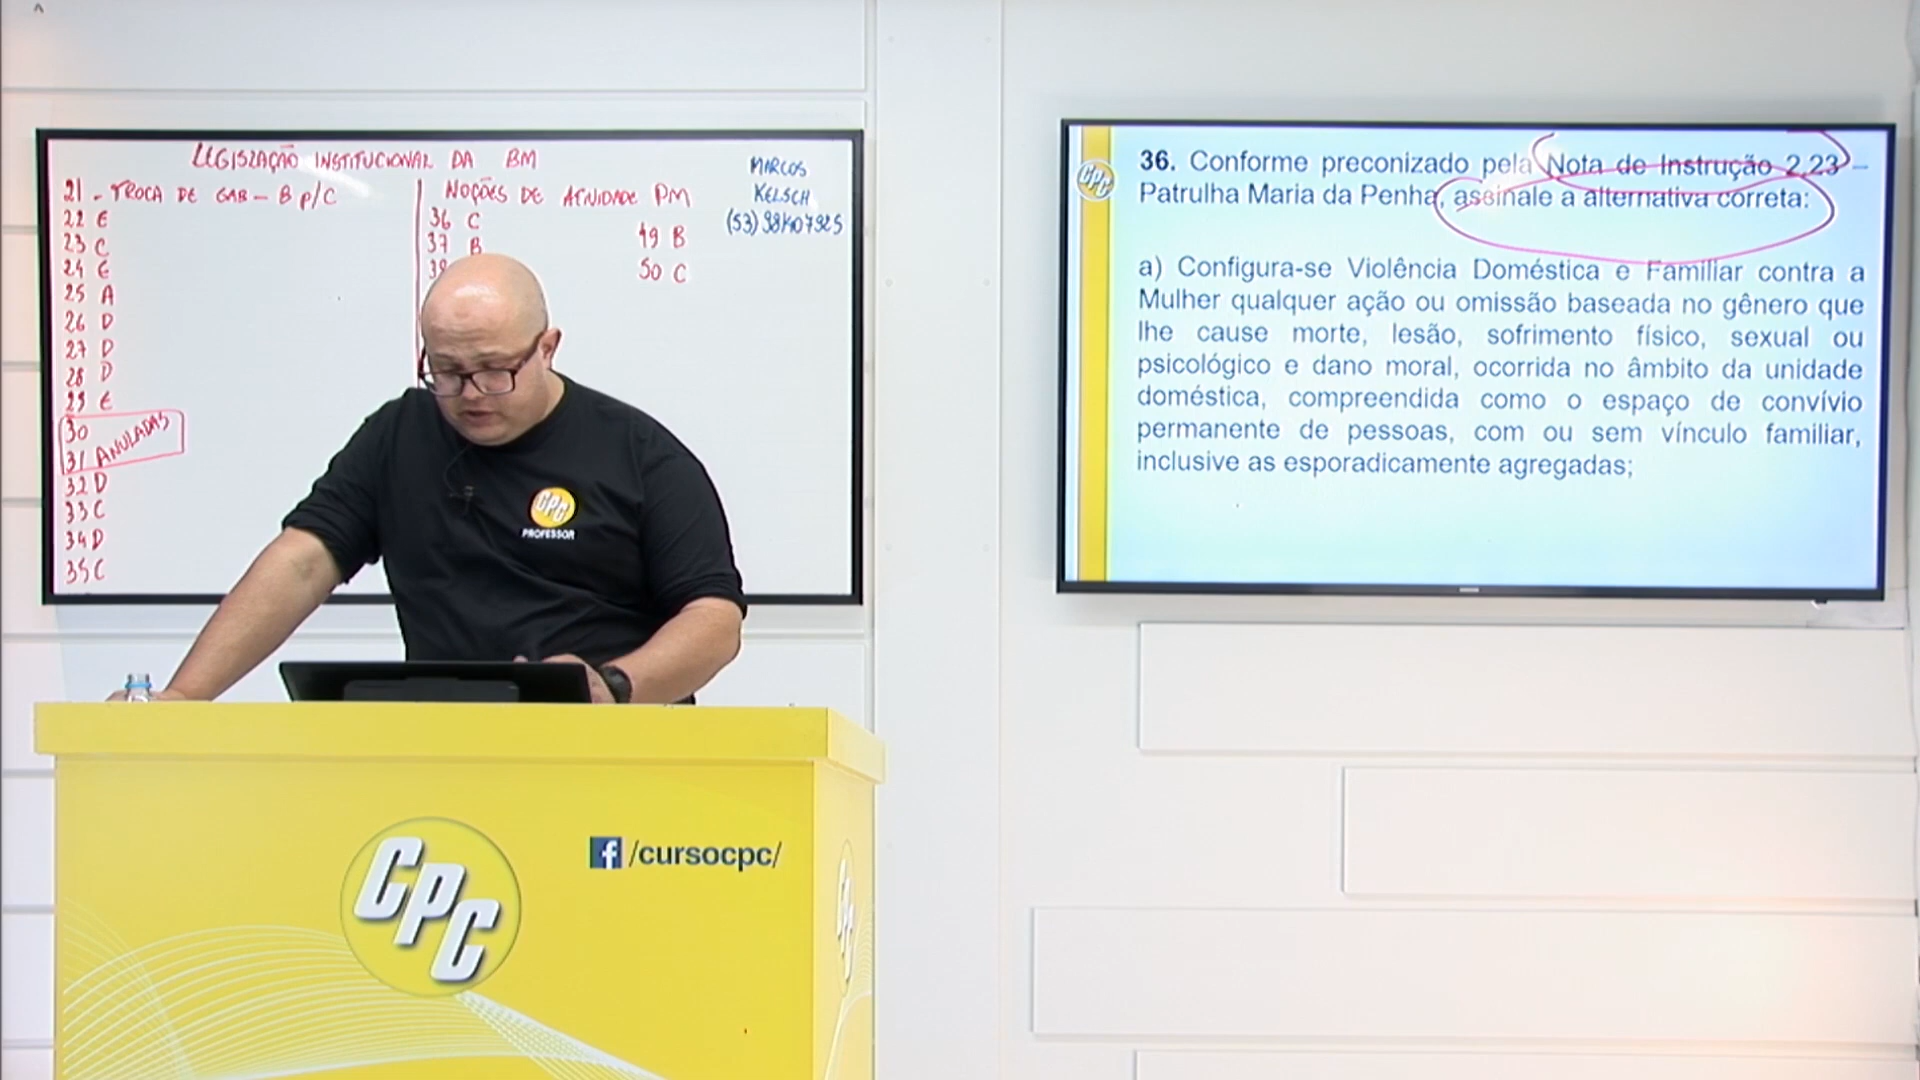 LEGISLAÇÃO INSTITUCIONAL DA BM
21 - TROCA DE GAB - B P/C
22 E
23 C
24 E
25 A
26 D
27 D
28 D
29 E
30
31 ANULADAS
32 D
33 C
34 D
35 C
NOÇÕES DE ATIVIDADE PM
36 C
37 B
38
49 B
50 C
MARCOS
KELSCH
CPC
PROFESSOR
CPC
f /cursocpc/
CPC
36. Conforme preconizado pela Nota de Instrução 2.23 –
Patrulha Maria da Penha, assinale a alternativa correta:
a) Configura-se Violência Doméstica e Familiar contra a
Mulher qualquer ação ou omissão baseada no gênero que
lhe cause morte, lesão, sofrimento físico, sexual ou
psicológico e dano moral, ocorrida no âmbito da unidade
doméstica, compreendida como o espaço de convívio
permanente de pessoas, com ou sem vínculo familiar,
inclusive as esporadicamente agregadas;